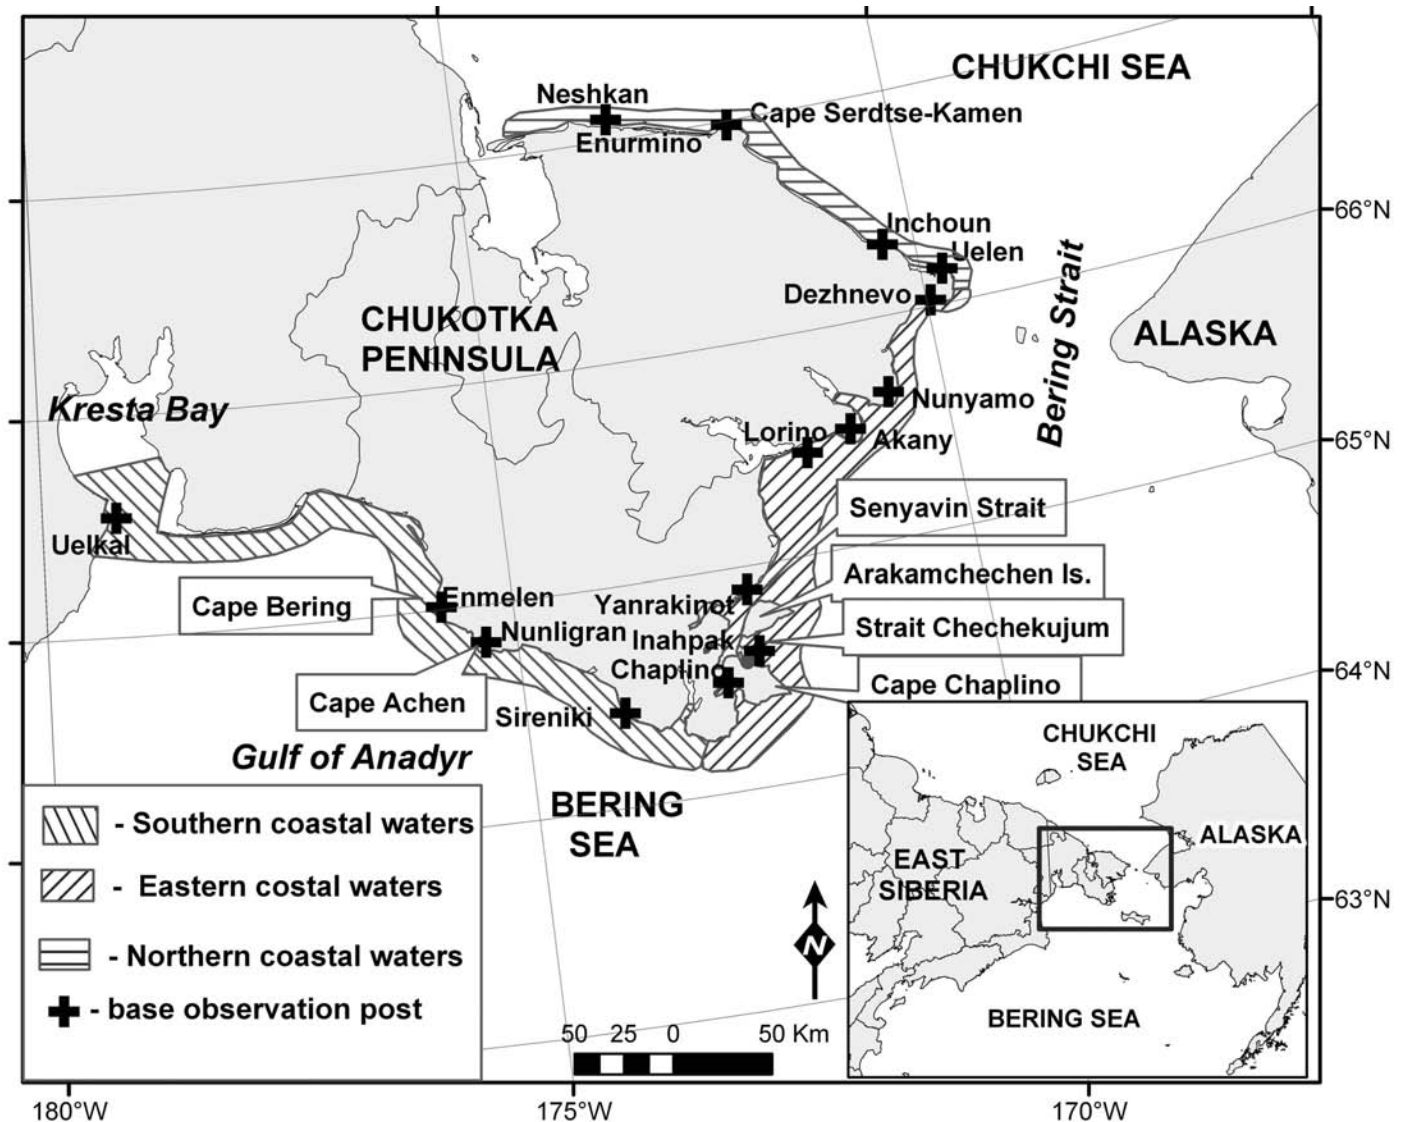 CHUKCHI SEA
Neshkan
Cape Serdtse-Kamen
Enurmino
66°N
Inchoun
Uelen
Dezhnevo
Bering Strait
CHUKOTKA
PENINSULA
ALASKA
Kresta Bay
Nunyamo
Lorino
Akany
65°N
Senyavin Strait
Uelkal
Arakamchechen Is.
Cape Bering
Enmelen
Yanrakinot
Strait Chechekujum
Nunligran
Inahpak
Chaplino
64°N
Cape Chaplino
Cape Achen
Sireniki
Gulf of Anadyr
BERING
SEA
- Southern coastal waters
- Eastern costal waters
- Northern coastal waters
- base observation post
N
50 25 0 50 Km
CHUKCHI
SEA
ALASKA
EAST
SIBERIA
BERING SEA
63°N
180°W
175°W
170°W